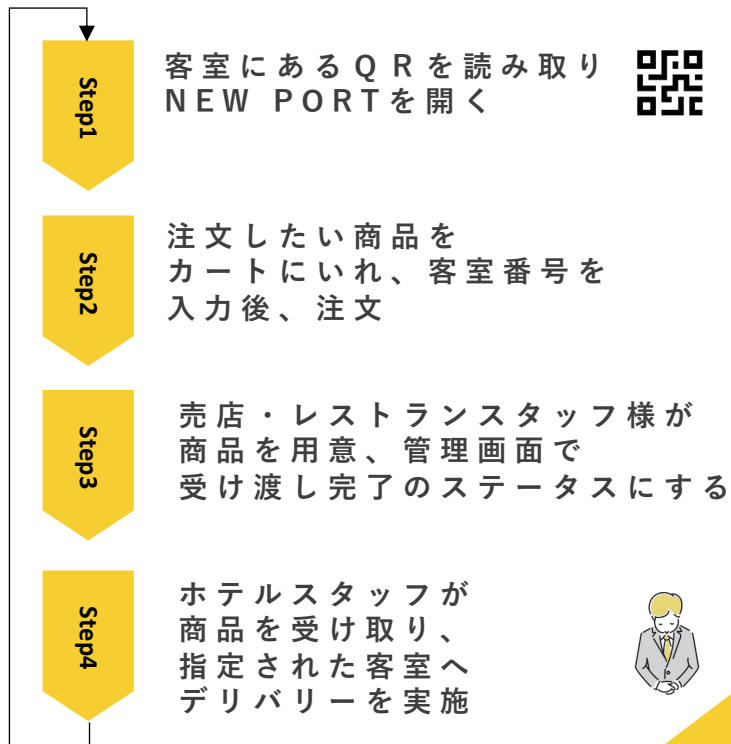 Step1
客室にあるQRを読み取り
NEW PORTを開く
Step2
注文したい商品を
カートにいれ、客室番号を
入力後、注文
Step3
売店・レストランスタッフ様が
商品を用意、管理画面で
受け渡し完了のステータスにする
Step4
ホテルスタッフが
商品を受け取り、
指定された客室へ
デリバリーを実施